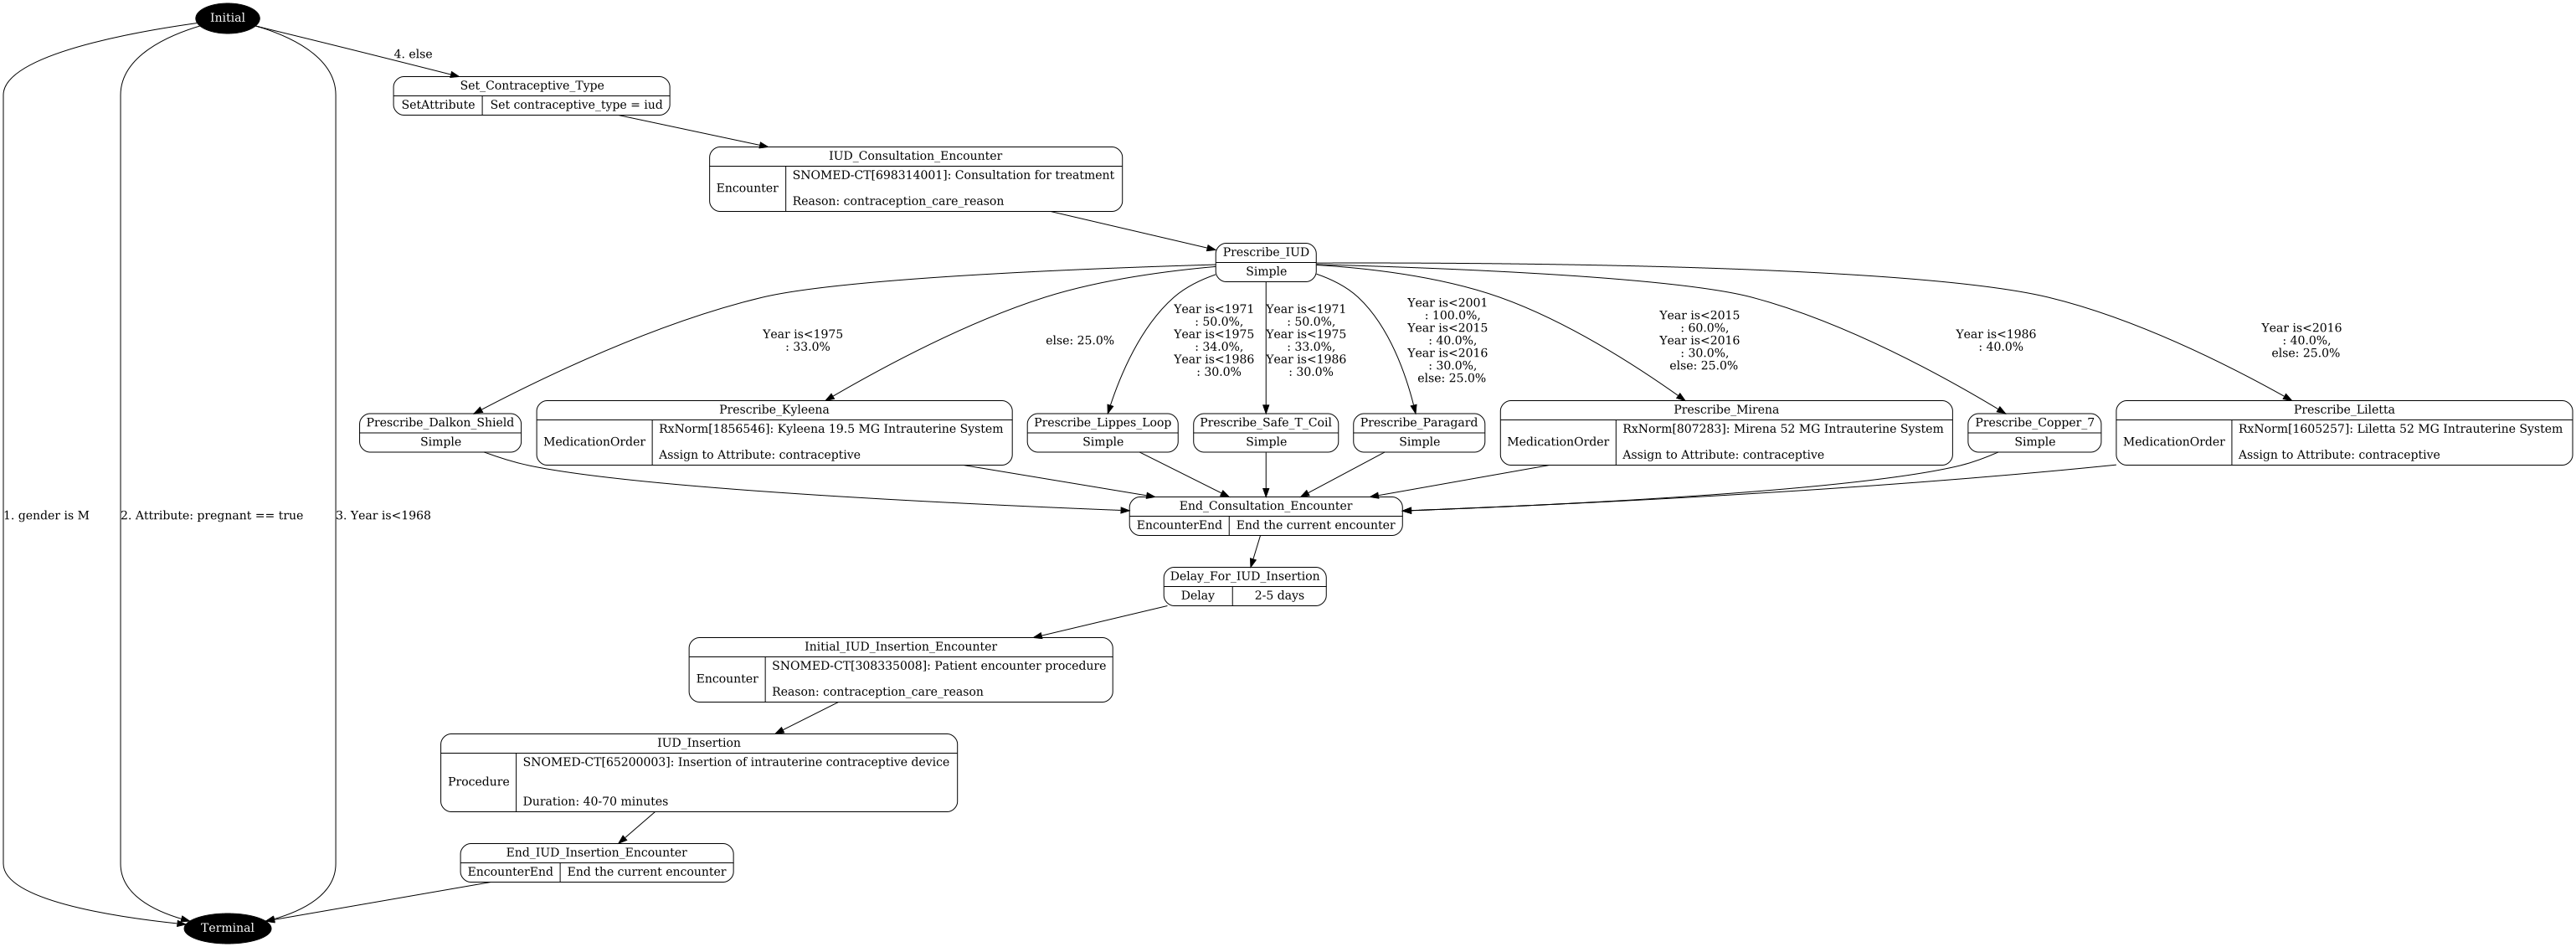 Initial
4. else
Set_Contraceptive_Type
SetAttribute
Set contraceptive_type = iud
IUD_Consultation_Encounter
Encounter
SNOMED-CT[698314001]: Consultation for treatment
Reason: contraception_care_reason
Prescribe_IUD
Simple
Year is<1975
: 33.0%
else: 25.0%
Year is<1971
: 50.0%,
Year is<1975
: 34.0%,
Year is<1986
: 30.0%
Year is<1971
: 50.0%,
Year is<1975
: 33.0%,
Year is<1986
: 30.0%
Year is<2001
: 100.0%,
Year is<2015
: 40.0%,
Year is<2016
: 30.0%,
else: 25.0%
Year is<2015
: 60.0%,
Year is<2016
: 30.0%,
else: 25.0%
Year is<1986
: 40.0%
Year is<2016
: 40.0%,
else: 25.0%
Prescribe_Dalkon_Shield
Simple
Prescribe_Kyleena
MedicationOrder
RxNorm[1856546]: Kyleena 19.5 MG Intrauterine System
Assign to Attribute: contraceptive
Prescribe_Lippes_Loop
Simple
Prescribe_Safe_T_Coil
Simple
Prescribe_Paragard
Simple
Prescribe_Mirena
MedicationOrder
RxNorm[807283]: Mirena 52 MG Intrauterine System
Assign to Attribute: contraceptive
Prescribe_Copper_7
Simple
Prescribe_Liletta
MedicationOrder
RxNorm[1605257]: Liletta 52 MG Intrauterine System
Assign to Attribute: contraceptive
1. gender is M
2. Attribute: pregnant == true
3. Year is<1968
End_Consultation_Encounter
EncounterEnd
End the current encounter
Delay_For_IUD_Insertion
Delay
2-5 days
Initial_IUD_Insertion_Encounter
Encounter
SNOMED-CT[308335008]: Patient encounter procedure
Reason: contraception_care_reason
IUD_Insertion
Procedure
SNOMED-CT[65200003]: Insertion of intrauterine contraceptive device
Duration: 40-70 minutes
End_IUD_Insertion_Encounter
EncounterEnd
End the current encounter
Terminal